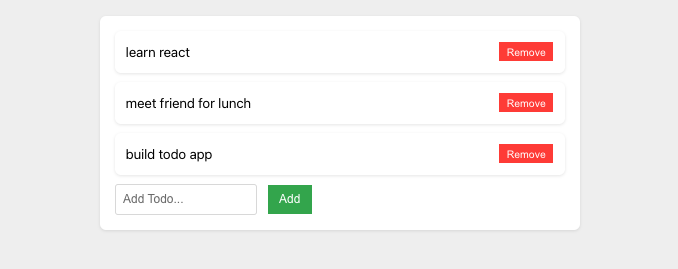 learn react Remove
meet friend for lunch Remove
build todo app Remove
Add Todo... Add